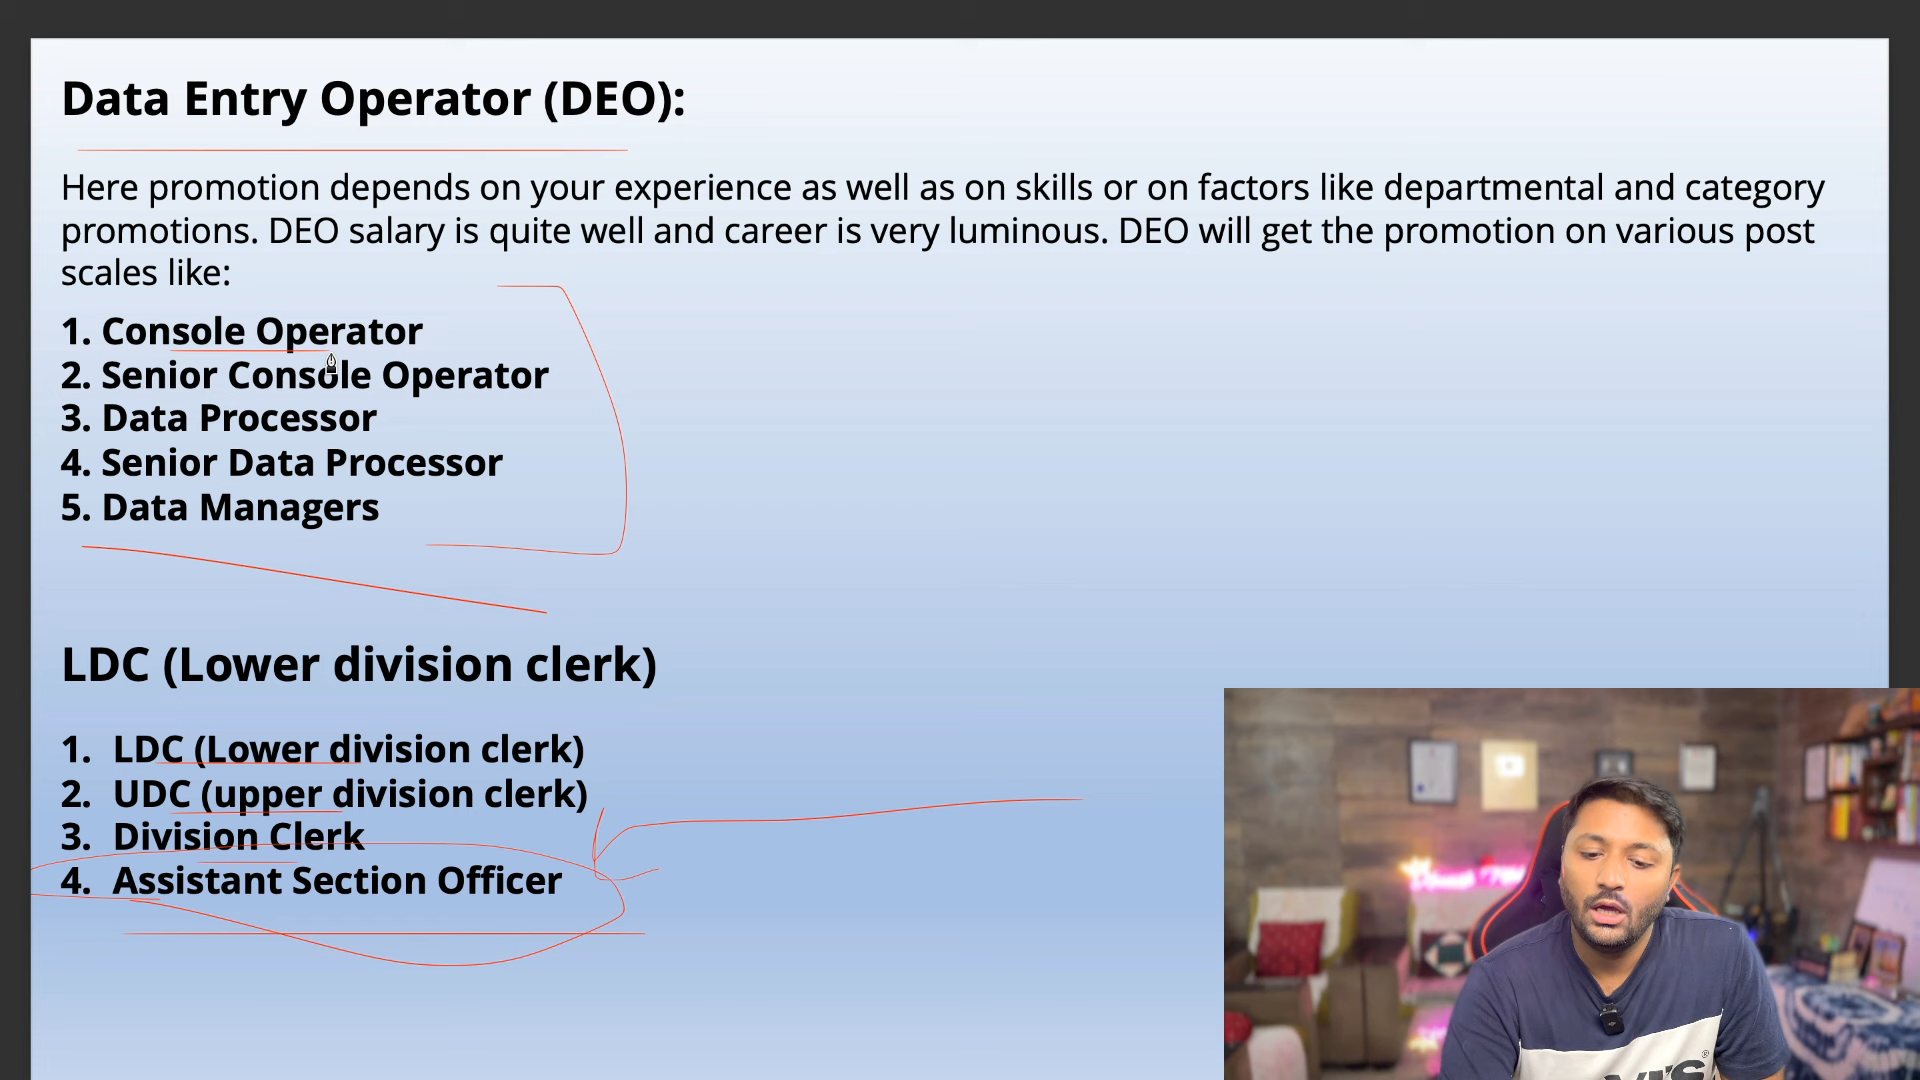 Data Entry Operator (DEO):
Here promotion depends on your experience as well as on skills or on factors like departmental and category
promotions. DEO salary is quite well and career is very luminous. DEO will get the promotion on various post
scales like:
1. Console Operator
2. Senior Console Operator
3. Data Processor
4. Senior Data Processor
5. Data Managers
LDC (Lower division clerk)
1. LDC (Lower division clerk)
2. UDC (upper division clerk)
3. Division Clerk
4. Assistant Section Officer